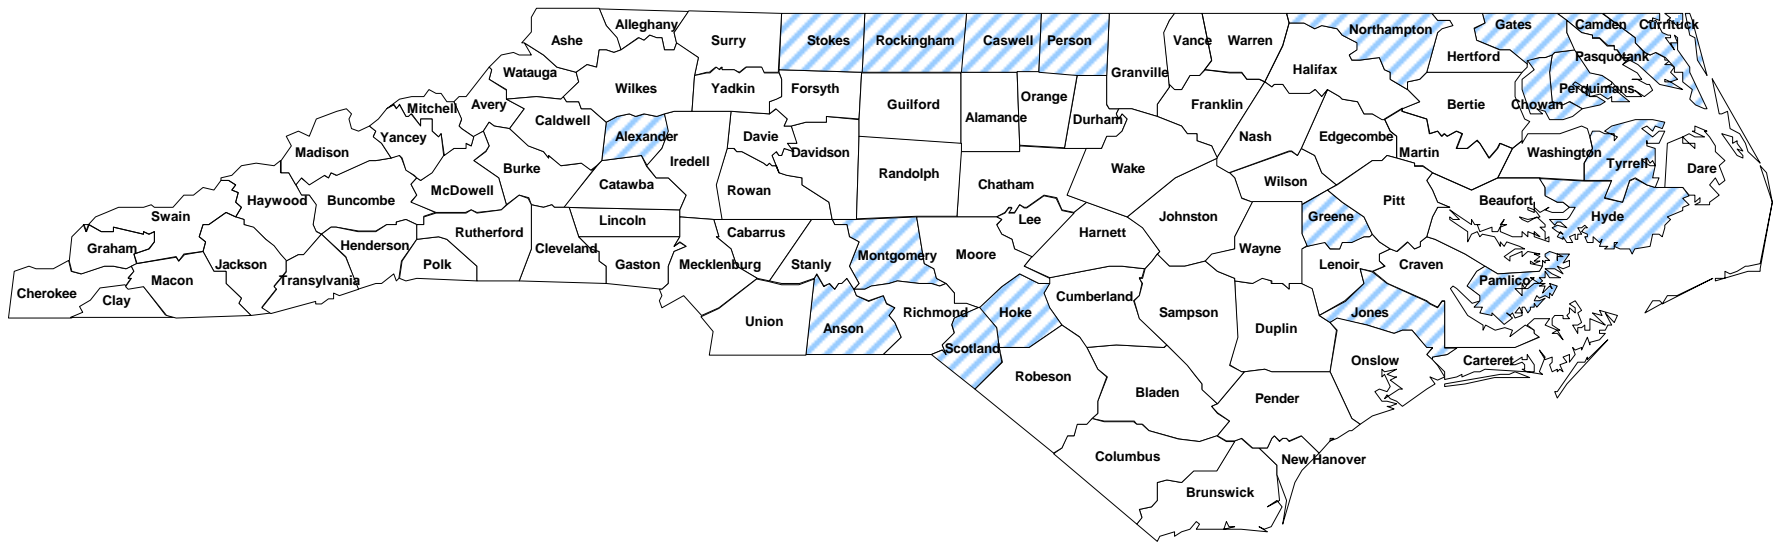 Alleghany
Ashe
Surry
Stokes
Rockingham
Caswell
Person
Vance
Warren
Northampton
Gates
Camden
Currituck
Hertford
Pasquotank
Watauga
Wilkes
Yadkin
Forsyth
Granville
Halifax
Perquimans
Chowan
Bertie
Mitchell
Avery
Caldwell
Guilford
Orange
Alamance
Durham
Franklin
Yancey
Alexander
Davie
Nash
Edgecombe
Madison
Iredell
Davidson
Martin
Washington
Burke
Randolph
Wake
Tyrrell
Dare
McDowell
Catawba
Rowan
Chatham
Wilson
Haywood
Buncombe
Pitt
Beaufort
Swain
Lincoln
Lee
Johnston
Greene
Hyde
Graham
Henderson
Rutherford
Cleveland
Cabarrus
Harnett
Wayne
Jackson
Polk
Gaston
Mecklenburg
Stanly
Montgomery
Moore
Lenoir
Craven
Cherokee
Clay
Macon
Transylvania
Pamlico
Cumberland
Union
Anson
Richmond
Hoke
Sampson
Duplin
Jones
Scotland
Onslow
Carteret
Robeson
Bladen
Pender
Columbus
New Hanover
Brunswick